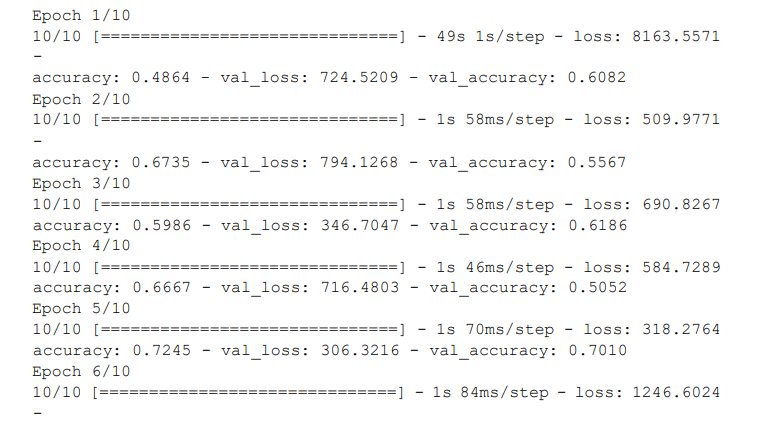 Epoch 1/10
10/10 [==============================] - 49s 1s/step - loss: 8163.5571
-
accuracy: 0.4864 - val_loss: 724.5209 - val_accuracy: 0.6082
Epoch 2/10
10/10 [==============================] - 1s 58ms/step - loss: 509.9771
-
accuracy: 0.6735 - val_loss: 794.1268 - val_accuracy: 0.5567
Epoch 3/10
10/10 [==============================] - 1s 58ms/step - loss: 690.8267
accuracy: 0.5986 - val_loss: 346.7047 - val_accuracy: 0.6186
Epoch 4/10
10/10 [==============================] - 1s 46ms/step - loss: 584.7289
accuracy: 0.6667 - val_loss: 716.4803 - val_accuracy: 0.5052
Epoch 5/10
10/10 [==============================] - 1s 70ms/step - loss: 318.2764
accuracy: 0.7245 - val_loss: 306.3216 - val_accuracy: 0.7010
Epoch 6/10
10/10 [==============================] - 1s 84ms/step - loss: 1246.6024
-